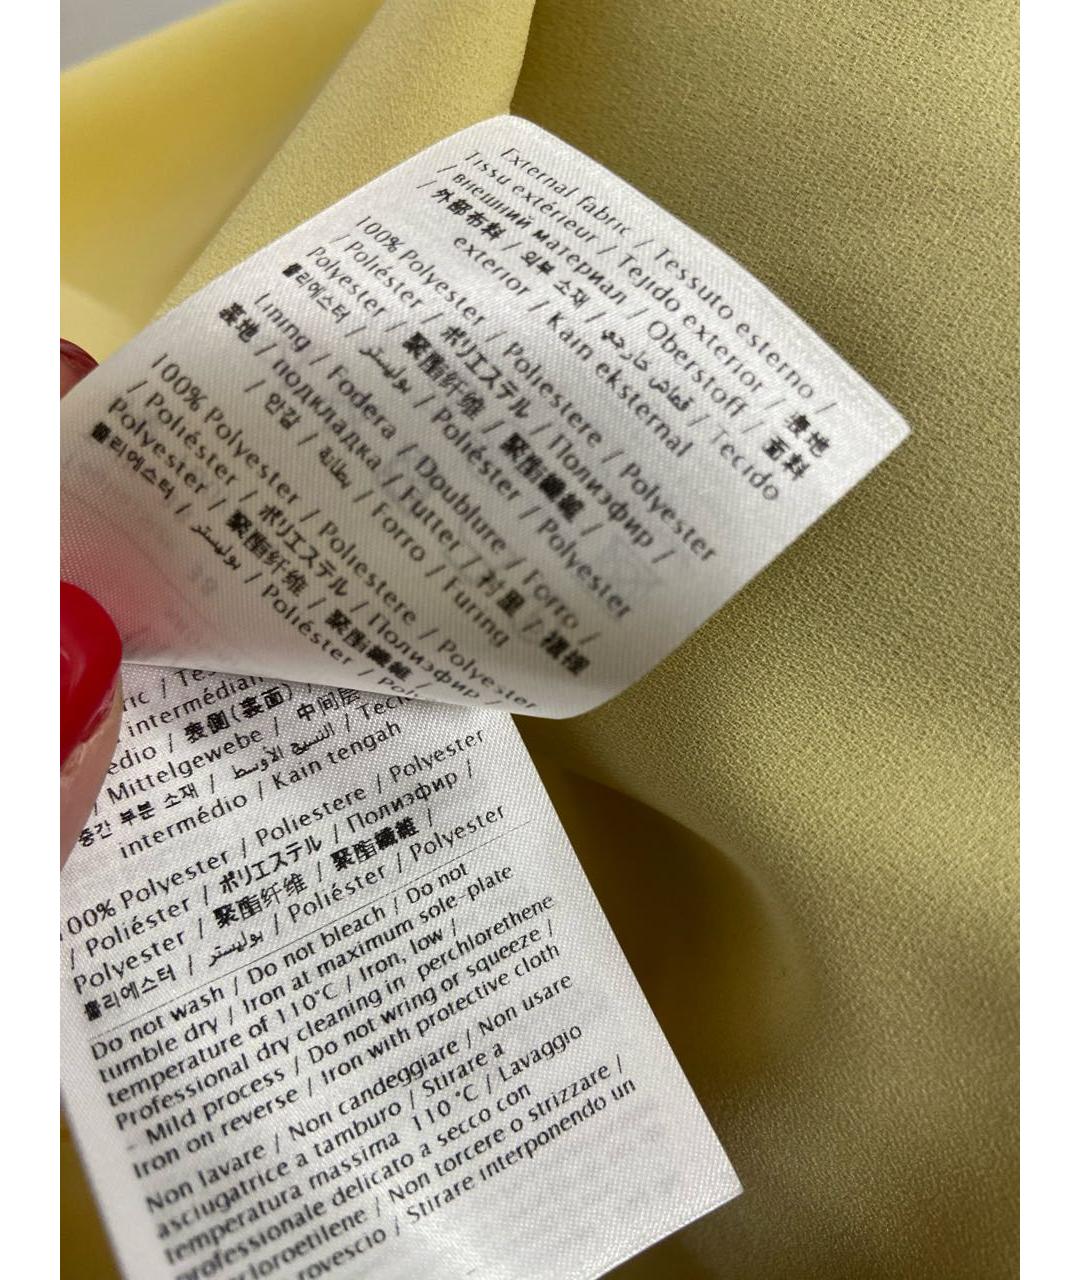 External fabric / Tessuto esterno /
Tissu extérieur / Tejido exterior / 表地
/ внешний материал / Oberstoff / 面料
/ 外部布料 / 외부 소재 / قماش خارجي / Tecido
exterior / Kain eksternal
100% Polyester / Poliestere / Polyester
/ Poliéster / ポリエステル / Полиэфир /
Polyester / 聚酯纤维 / 聚酯纖維 /
폴리에스터 / بوليستر / Poliéster / Polyester
Lining / Fodera / Doublure / Forro /
裏地 / подкладка / Futter / 衬里 / 襯裡
/ 안감 / بطانة / Forro / Furing
100% Polyester / Poliestere / Polyester
/ Poliéster / ポリエステル / Полиэфир /
Polyester / 聚酯纤维 / 聚酯纖維 /
폴리에스터 / بوليستر / Poliéster /
ric / Tes
intermédiai
edio / 表側(裏面) /
/ Mittelgewebe / 中间层
중간 부분 소재 / النسيج الأوسط / Teci
intermédio / Kain tengah
100% Polyester / Poliestere / Polyester
/ Poliéster / ポリエステル / Полиэфир /
Polyester / 聚酯纤维 / 聚酯纖維 /
폴리에스터 / بوليستر / Poliéster / Polyester
Do not wash / Do not bleach / Do not
tumble dry / Iron at maximum sole-plate
temperature of 110°C / Iron, low /
Professional dry cleaning in perchlorethene
- Mild process / Do not wring or squeeze /
Iron on reverse / Iron with protective cloth
Non lavare / Non candeggiare / Non usare
asciugatrice a tamburo / Stirare a
temperatura massima 110 °C / Lavaggio
professionale delicato a secco con
cloroetilene / Non torcere o strizzare /
rovescio / Stirare interponendo un